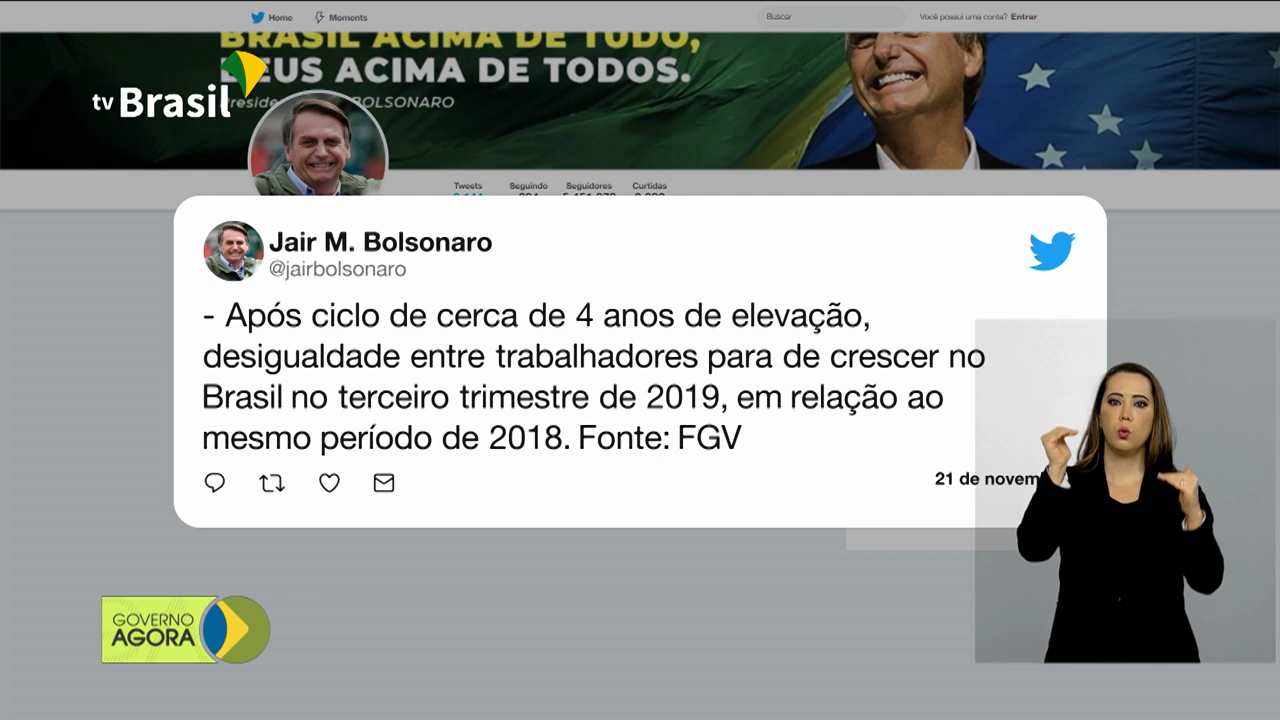 Home Moments Buscar Você possui uma conta? Entrar
BRASIL ACIMA DE TUDO,
DEUS ACIMA DE TODOS.
BOLSONARO
tv Brasil
Tweets Seguindo Seguidores Curtidas
Jair M. Bolsonaro
@jairbolsonaro
- Após ciclo de cerca de 4 anos de elevação,
desigualdade entre trabalhadores para de crescer no
Brasil no terceiro trimestre de 2019, em relação ao
mesmo período de 2018. Fonte: FGV
21 de novem
GOVERNO
AGORA